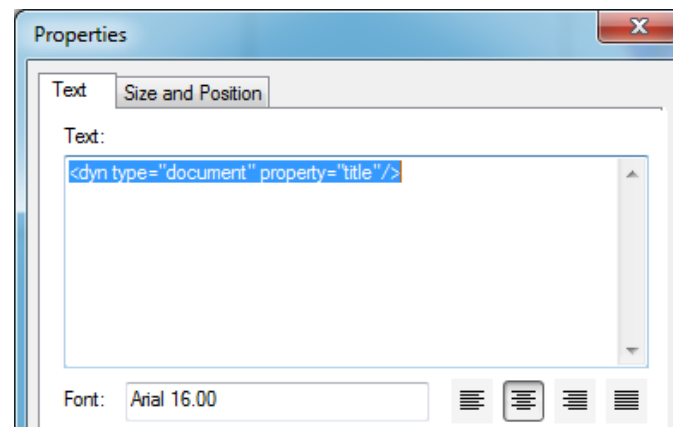 Properties
Text Size and Position
Text:
<dyn type="document" property="title"/>
Font: Arial 16.00